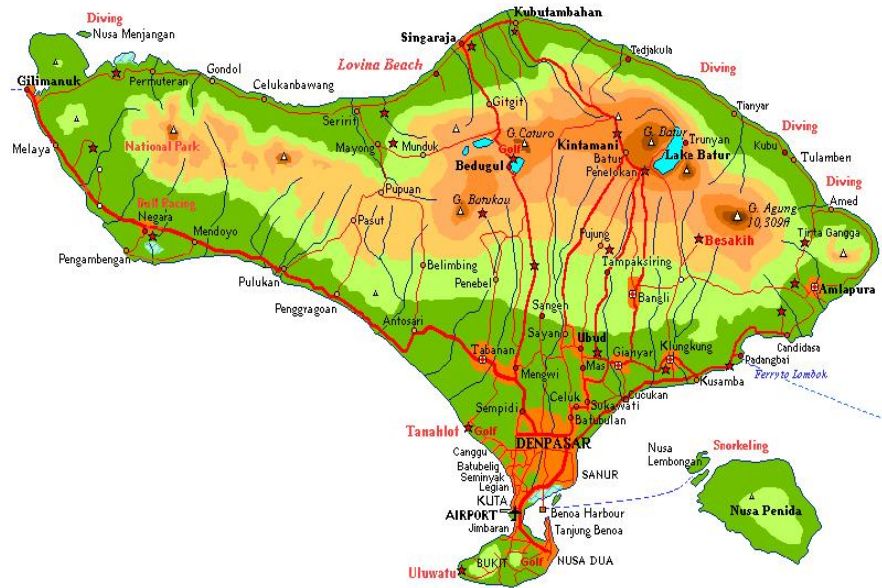 Kubutambahan
Diving
Nusa Menjangan
Singaraja
Tedjakula
Lovina Beach
Diving
Gilimanuk
Permuteran
Gondol
Celukanbawang
Gitgit
Tianyar
Seririt
G. Caturo
G. Batur
Diving
Melaya
National Park
Mayong
Munduk
Golf
Kintamani
Trunyan
Kubu
Batur
Lake Batur
Tulamben
Bedugul
Penelokan
Pupuan
Diving
Bull Racing
G. Batukau
G. Agung
10,309ft
Amed
Negara
Pasut
Mendoyo
Pujung
Besakih
Tirta Gangga
Pengambengan
Belimbing
Tampaksiring
Pulukan
Penebel
Bangli
Amlapura
Penggragoan
Sangeh
Antosari
Sayan
Ubud
Candidasa
Tabanan
Gianyar
Klungkung
Padangbai
Mengwi
Mas
Ferry to Lombok
Kusamba
Celuk
Sukawati
Cucukan
Sempidi
Batubulan
Tanahlot
Golf
DENPASAR
Canggu
Nusa
Lembongan
Snorkeling
Batubelig
Seminyak
SANUR
Legian
KUTA
Nusa Penida
AIRPORT
Benoa Harbour
Jimbaran
Tanjung Benoa
BUKIT
Golf
NUSA DUA
Uluwatu